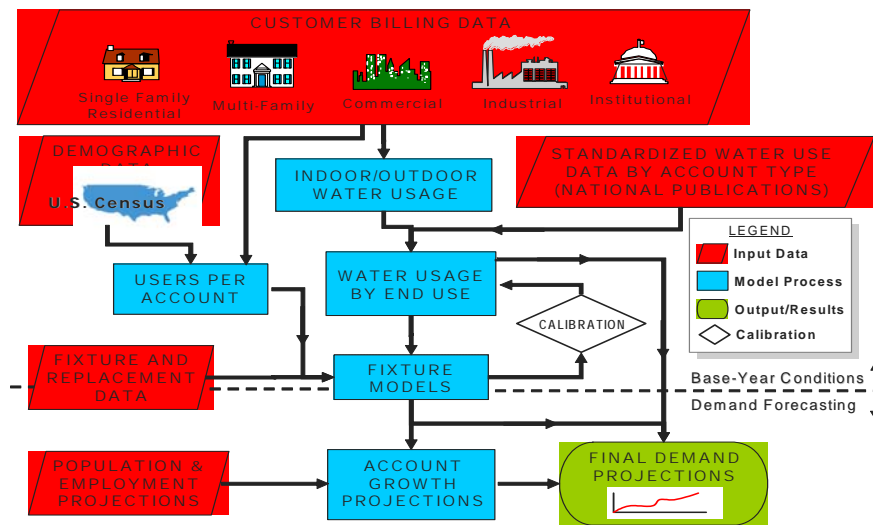 CUSTOMER BILLING DATA
Single Family
Residential
Multi-Family
Commercial
Industrial
Institutional
DEMOGRAPHIC
U.S. Census
INDOOR/OUTDOOR
WATER USAGE
STANDARDIZED WATER USE
DATA BY ACCOUNT TYPE
(NATIONAL PUBLICATIONS)
LEGEND
Input Data
Model Process
Output/Results
Calibration
USERS PER
ACCOUNT
WATER USAGE
BY END USE
CALIBRATION
FIXTURE AND
REPLACEMENT
DATA
FIXTURE
MODELS
Base-Year Conditions
Demand Forecasting
POPULATION &
EMPLOYMENT
PROJECTIONS
ACCOUNT
GROWTH
PROJECTIONS
FINAL DEMAND
PROJECTIONS